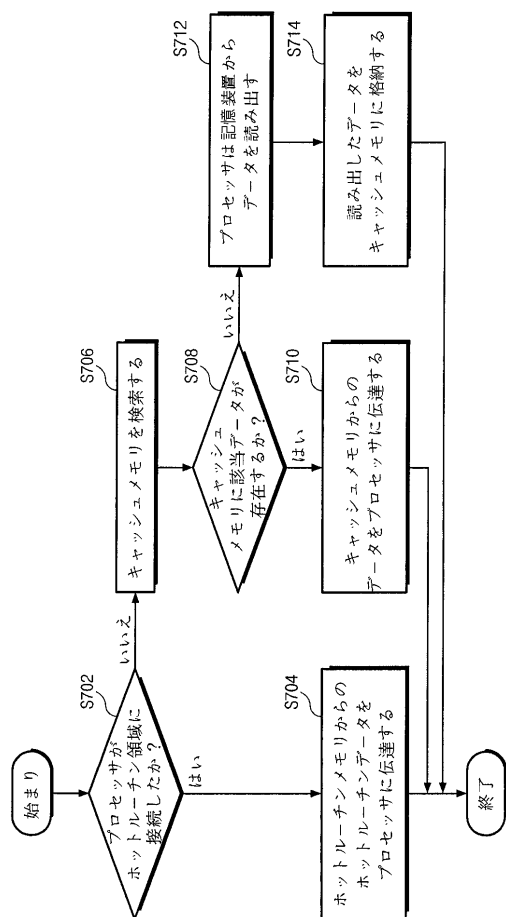 始まり
S702
プロセッサが
ホットルーチン領域に
接続したか?
いいえ
はい
S704
ホットルーチンメモリからの
ホットルーチンデータを
プロセッサに伝達する
S706
キャッシュメモリを検索する
S708
キャッシュ
メモリに該当データが
存在するか?
いいえ
はい
S710
キャッシュメモリからの
データをプロセッサに伝達する
S712
プロセッサは記憶装置から
データを読み出す
S714
読み出したデータを
キャッシュメモリに格納する
終了